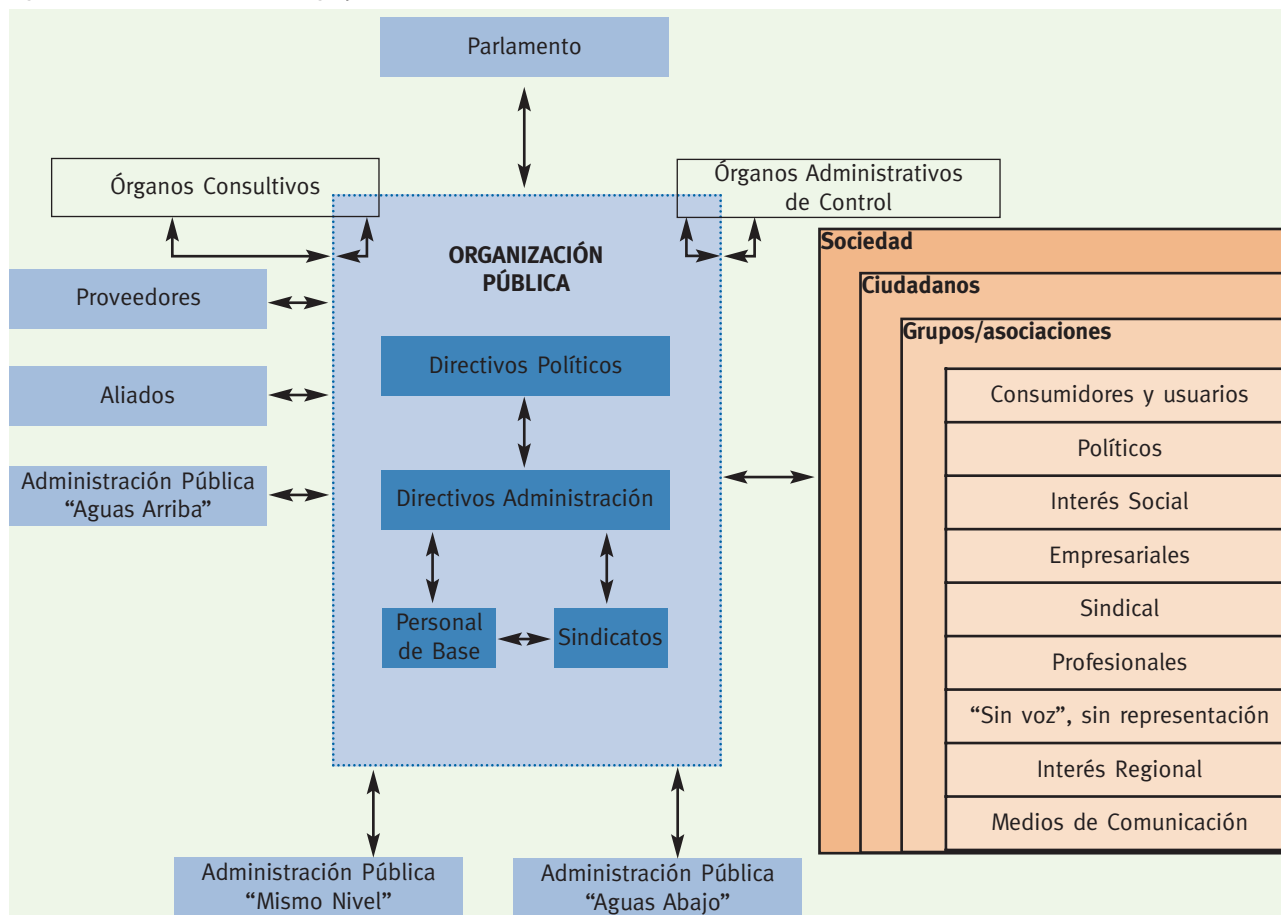 Parlamento
Órganos Consultivos
Órganos Administrativos
de Control
ORGANIZACIÓN
PÚBLICA
Proveedores
Aliados
Administración Pública
“Aguas Arriba”
Directivos Políticos
Directivos Administración
Personal
de Base
Sindicatos
Sociedad
Ciudadanos
Grupos/asociaciones
Consumidores y usuarios
Políticos
Interés Social
Empresariales
Sindical
Profesionales
“Sin voz”, sin representación
Interés Regional
Medios de Comunicación
Administración Pública
“Mismo Nivel”
Administración Pública
“Aguas Abajo”